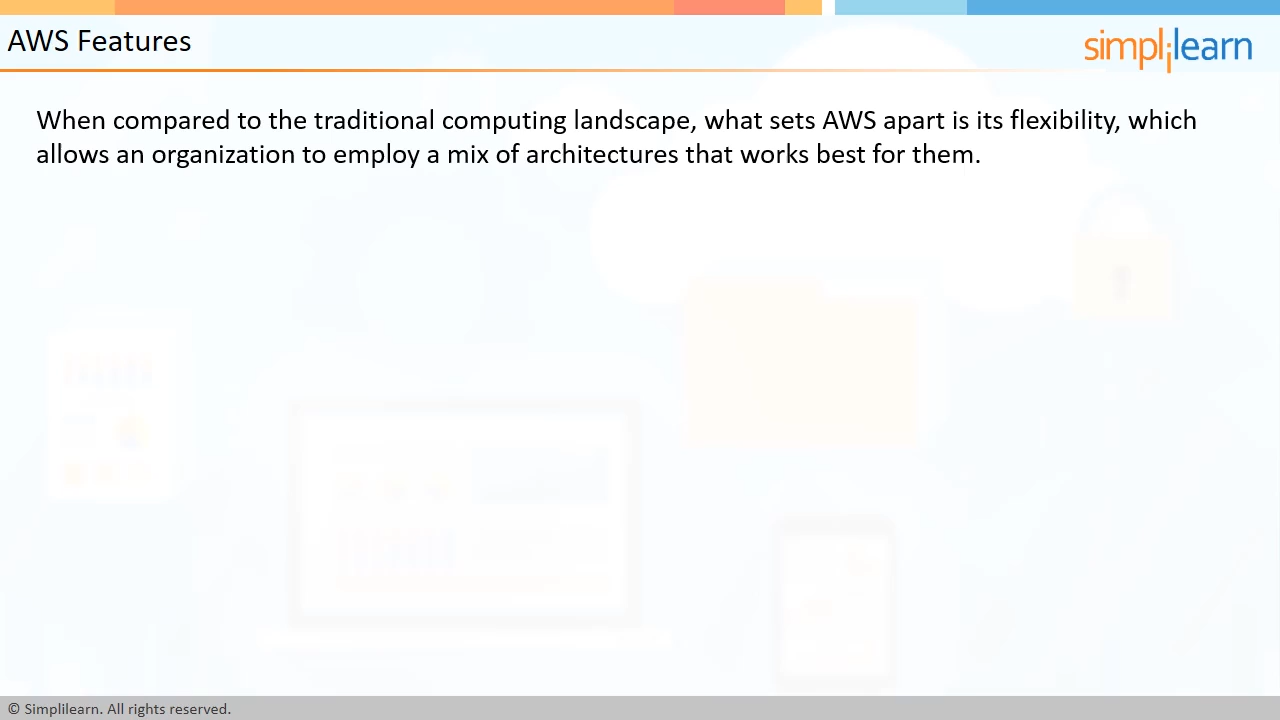 AWS Features
simplilearn
When compared to the traditional computing landscape, what sets AWS apart is its flexibility, which
allows an organization to employ a mix of architectures that works best for them.
© Simplilearn. All rights reserved.